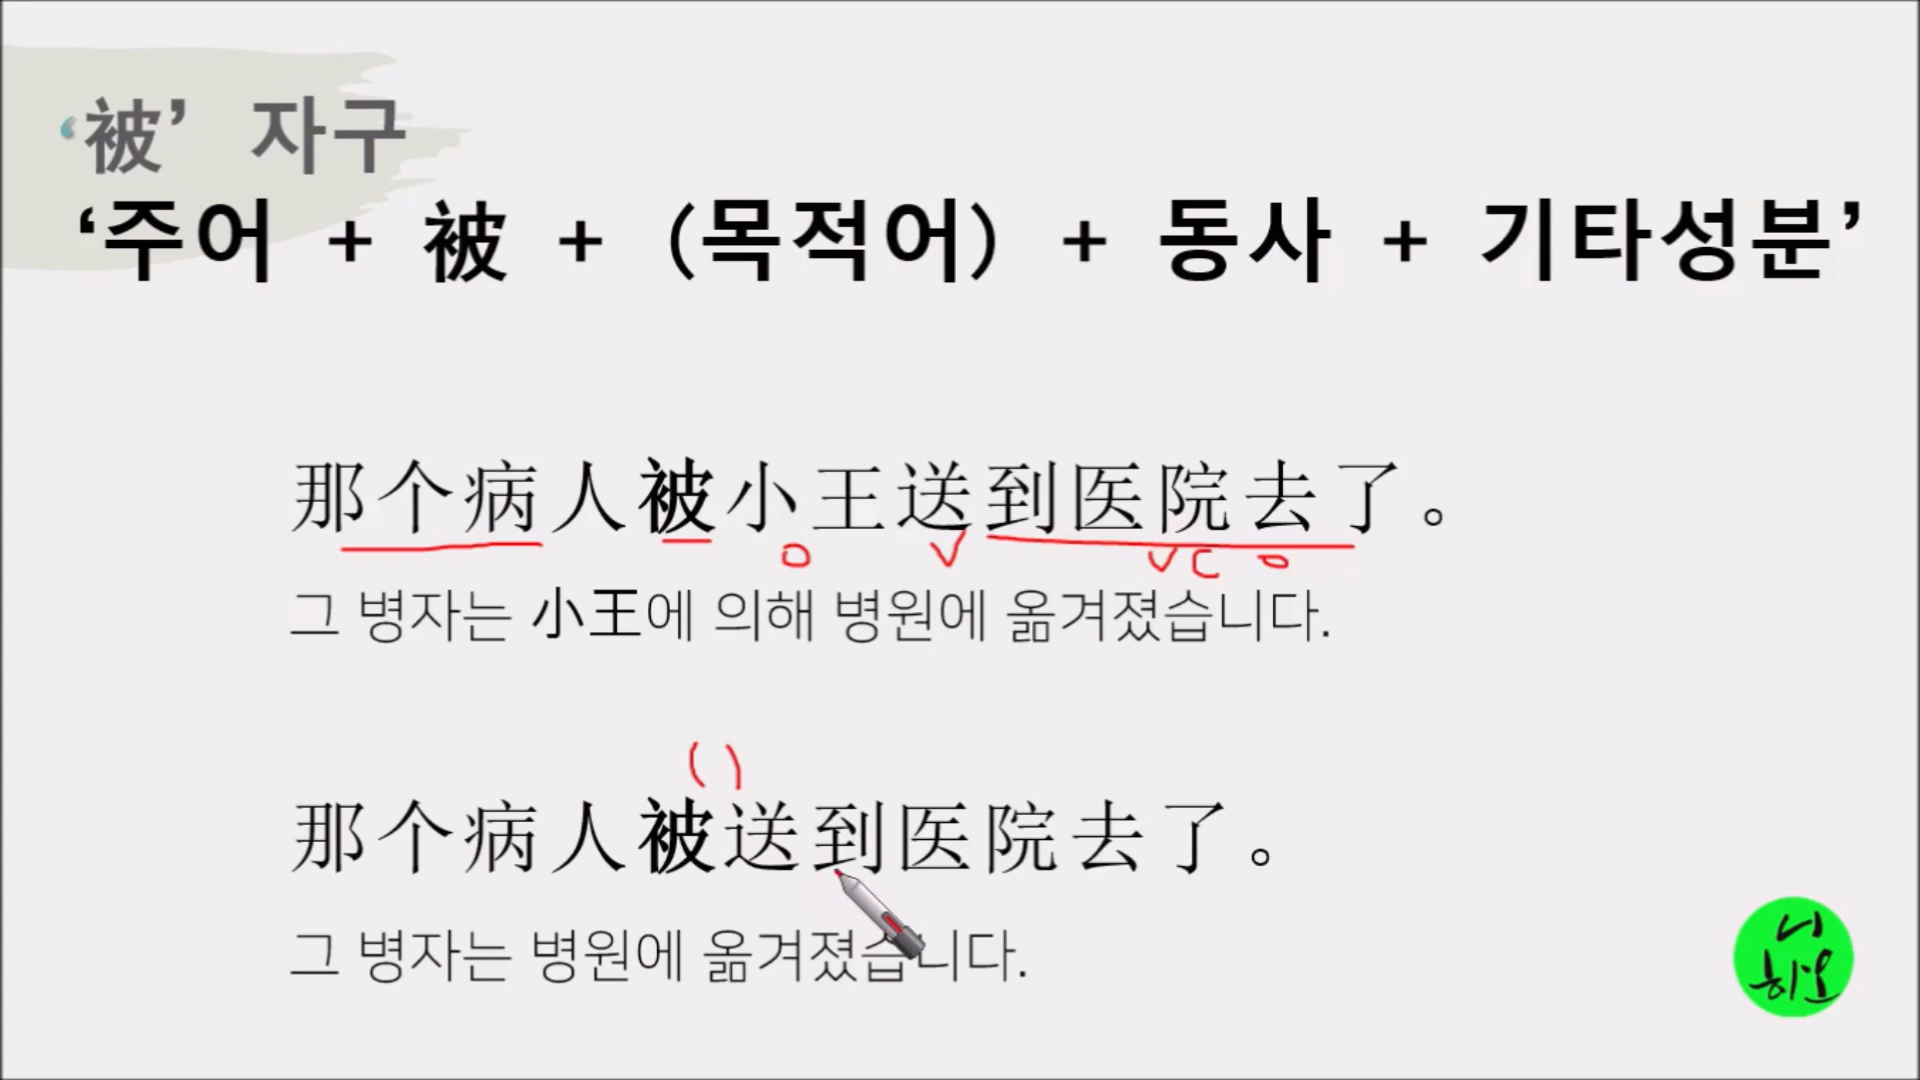 ‘被’ 자구
‘주어 + 被 + (목적어) + 동사 + 기타성분’
那个病人被小王送到医院去了。
O V V C O
그 병자는 小王에 의해 병원에 옮겨졌습니다.
( )
那个病人被送到医院去了。
그 병자는 병원에 옮겨졌습니다.
니
하오